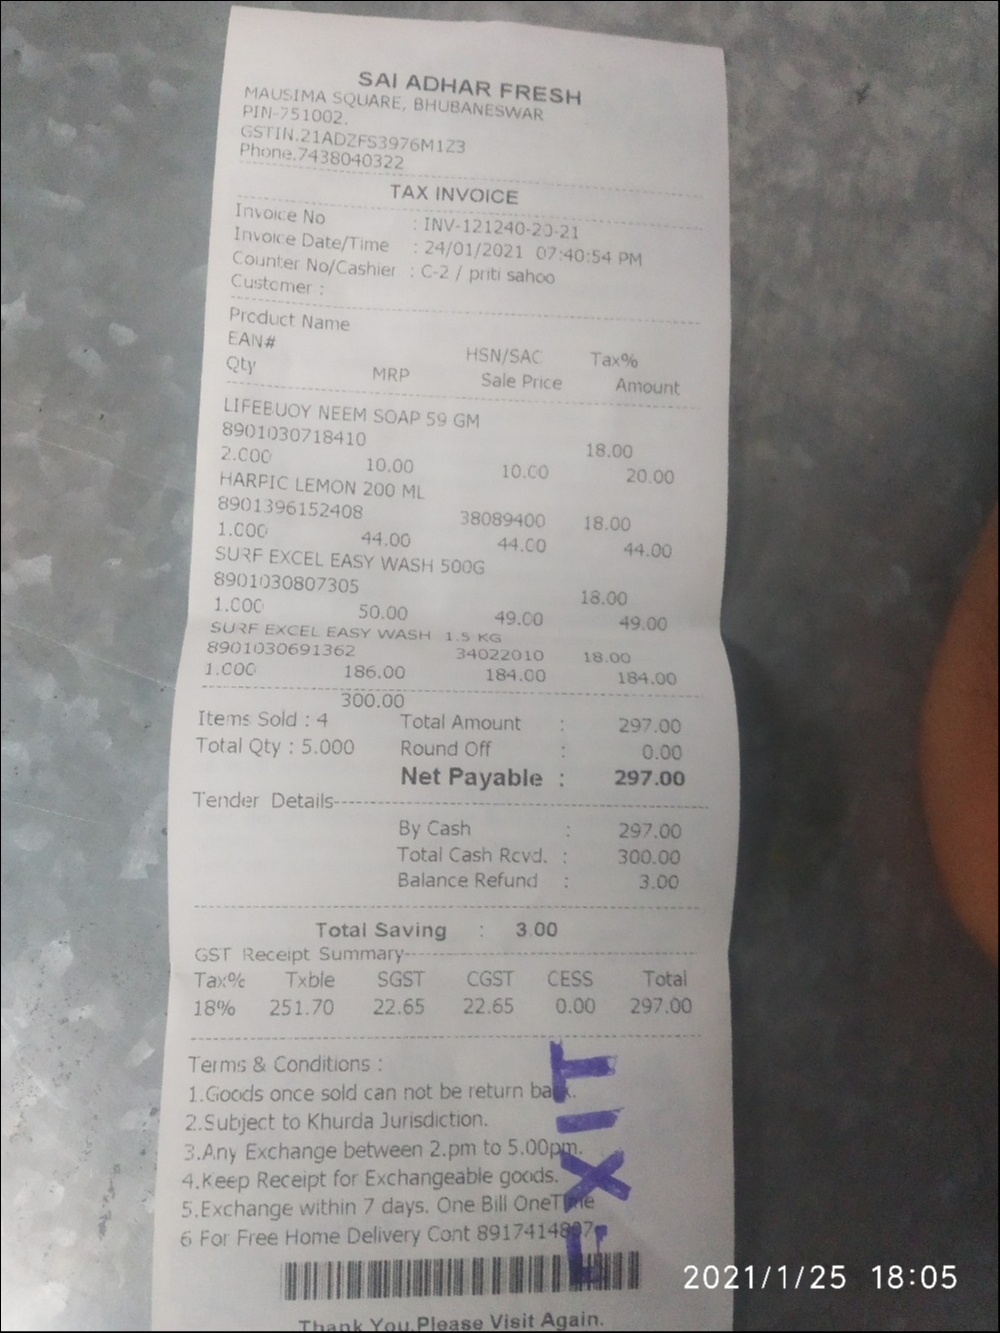 SAI ADHAR FRESH
MAUSIMA SQUARE, BHUBANESWAR
PIN-751002.
GSTIN.21ADZFS3976M1Z3
Phone.7438040322
TAX INVOICE
Invoice No : INV-121240-20-21
Invoice Date/Time : 24/01/2021 07:40:54 PM
Counter No/Cashier : C-2 / priti sahoo
Customer :
Product Name
EAN# HSN/SAC Tax%
Qty MRP Sale Price Amount
LIFEBUOY NEEM SOAP 59 GM
8901030718410 18.00
2.000 10.00 10.00 20.00
HARPIC LEMON 200 ML
8901396152408 38089400 18.00
1.000 44.00 44.00 44.00
SURF EXCEL EASY WASH 500G
8901030807305 18.00
1.000 50.00 49.00 49.00
SURF EXCEL EASY WASH 1.5 KG
8901030691362 34022010 18.00
1.000 186.00 184.00 184.00
300.00
Items Sold : 4 Total Amount : 297.00
Total Qty : 5.000 Round Off : 0.00
Net Payable : 297.00
Tender Details
By Cash : 297.00
Total Cash Rcvd. : 300.00
Balance Refund : 3.00
Total Saving : 3.00
GST Receipt Summary
Tax% Txble SGST CGST CESS Total
18% 251.70 22.65 22.65 0.00 297.00
Terms & Conditions :
1.Goods once sold can not be return back.
2.Subject to Khurda Jurisdiction.
3.Any Exchange between 2.pm to 5.00pm.
4.Keep Receipt for Exchangeable goods.
5.Exchange within 7 days. One Bill OneTime
6 For Free Home Delivery Cont
Thank You.Please Visit Again.
2021/1/25 18:05